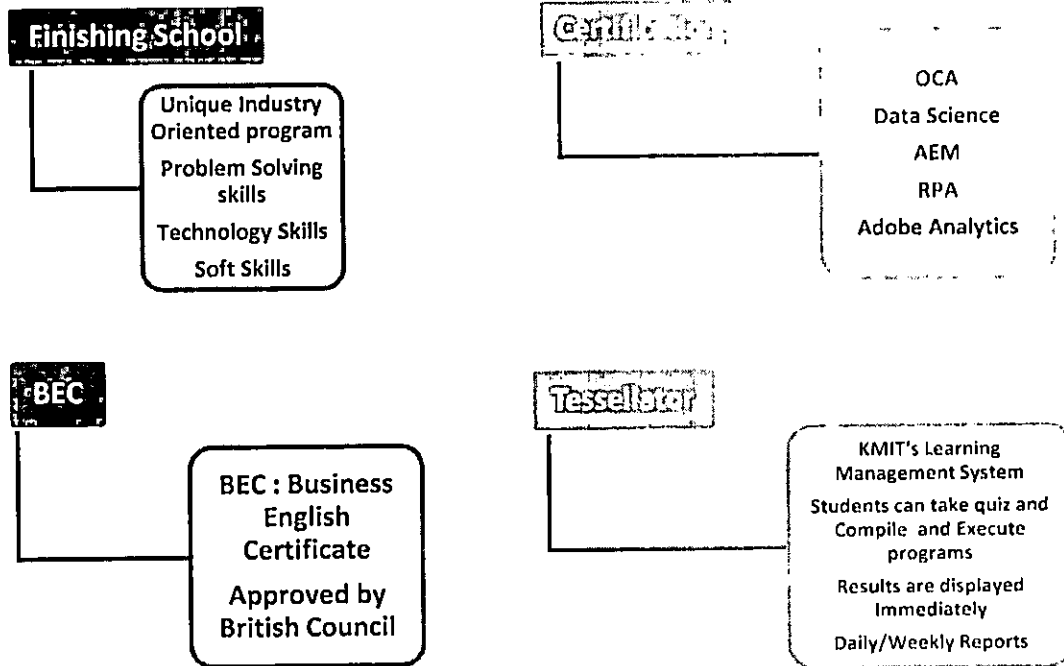 Finishing School
Unique Industry
Oriented program
Problem Solving
skills
Technology Skills
Soft Skills
Certification
OCA
Data Science
AEM
RPA
Adobe Analytics
BEC
BEC : Business
English
Certificate
Approved by
British Council
Tessellator
KMIT's Learning
Management System
Students can take quiz and
Compile and Execute
programs
Results are displayed
Immediately
Daily/Weekly Reports